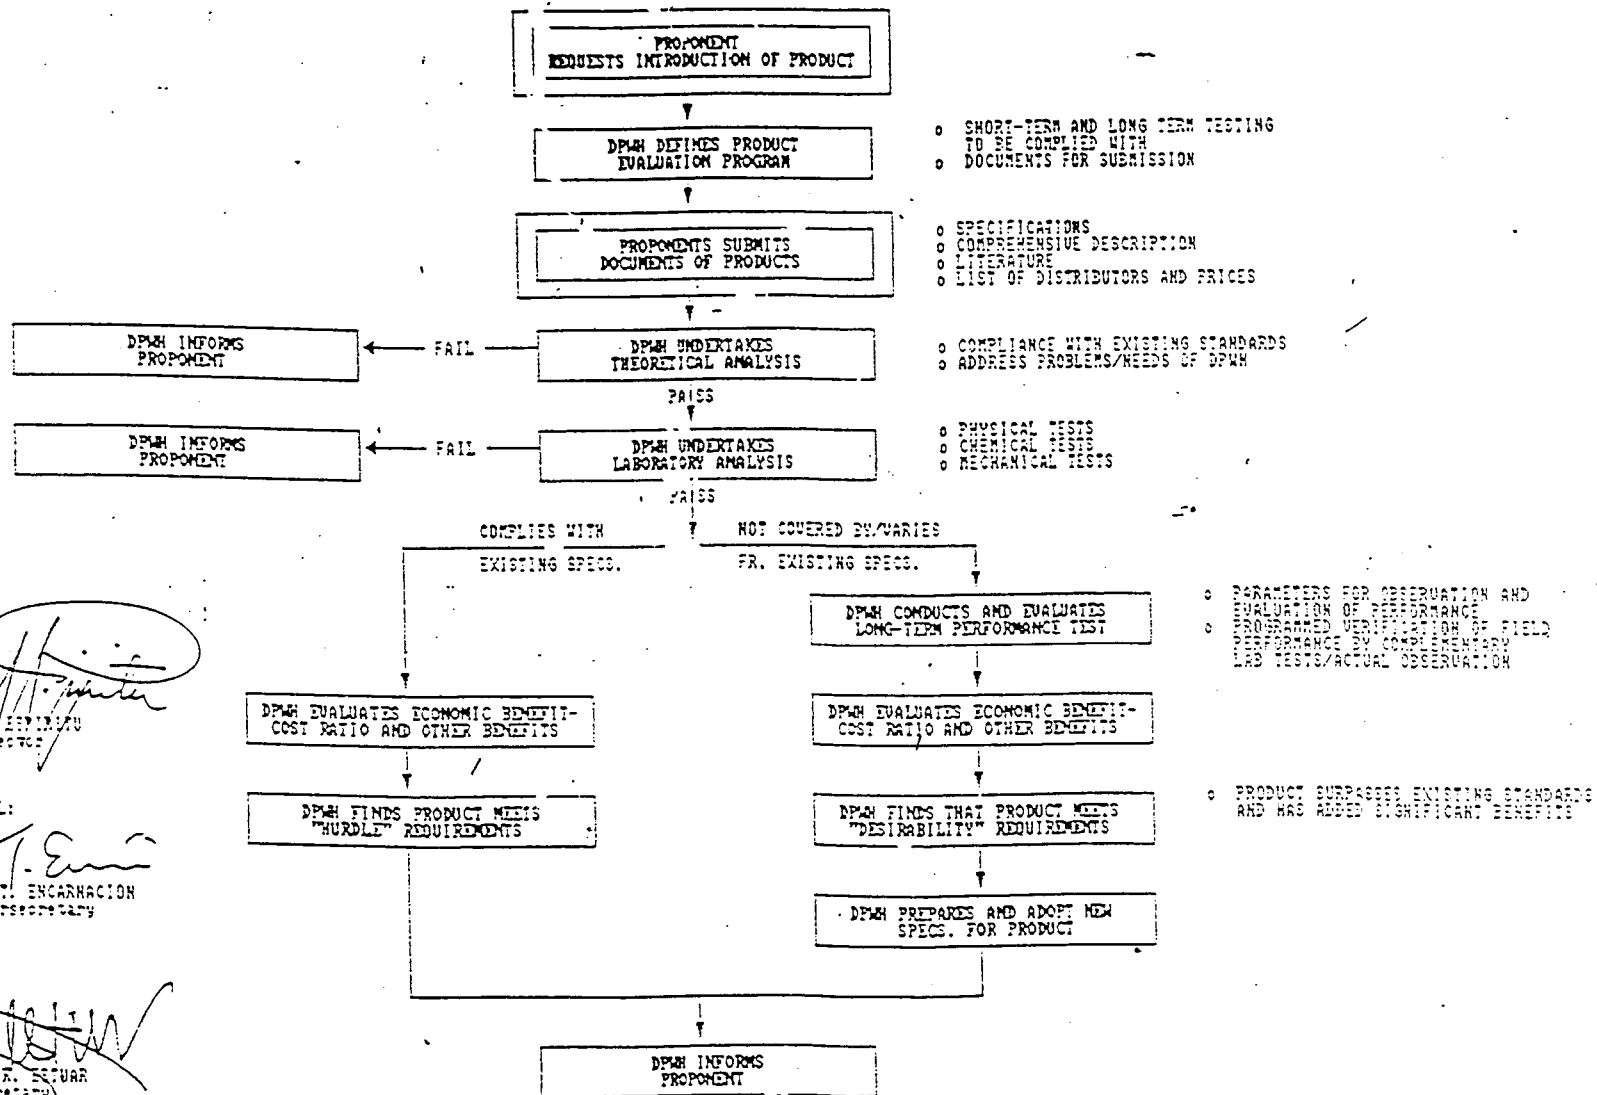 PROPONENT
REQUESTS INTRODUCTION OF PRODUCT
DPWH DEFINES PRODUCT
EVALUATION PROGRAM
o SHORT-TERM AND LONG TERM TESTING
TO BE COMPLIED WITH
o DOCUMENTS FOR SUBMISSION
PROPONENTS SUBMITS
DOCUMENTS OF PRODUCTS
o SPECIFICATIONS
o COMPREHENSIVE DESCRIPTION
o LITERATURE
o LIST OF DISTRIBUTORS AND PRICES
DPWH INFORMS
PROPONENT
FAIL
DPWH UNDERTAKES
THEORETICAL ANALYSIS
o COMPLIANCE WITH EXISTING STANDARDS
o ADDRESS PROBLEMS/NEEDS OF DPWH
PASS
DPWH INFORMS
PROPONENT
FAIL
DPWH UNDERTAKES
LABORATORY ANALYSIS
o PHYSICAL TESTS
o CHEMICAL TESTS
o MECHANICAL TESTS
PASS
COMPLIES WITH
EXISTING SPECS.
NOT COVERED BY/VARIES
FR. EXISTING SPECS.
DPWH CONDUCTS AND EVALUATES
LONG-TERM PERFORMANCE TEST
o PARAMETERS FOR OBSERVATION AND
EVALUATION OF PERFORMANCE
o PROGRAMMED VERIFICATION OF FIELD
PERFORMANCE BY COMPLEMENTARY
LAB TESTS/ACTUAL OBSERVATION
ESPIRITU
DPWH EVALUATES ECONOMIC BENEFIT-
COST RATIO AND OTHER BENEFITS
DPWH EVALUATES ECONOMIC BENEFIT-
COST RATIO AND OTHER BENEFITS
DPWH FINDS PRODUCT MEETS
"HURDLE" REQUIREMENTS
DPWH FINDS THAT PRODUCT MEETS
"DESIRABILITY" REQUIREMENTS
o PRODUCT SURPASSES EXISTING STANDARDS
AND HAS ADDED SIGNIFICANT BENEFITS
L:
T. ENCARNACION
DPWH PREPARES AND ADOPT NEW
SPECS. FOR PRODUCT
R. ESTUAR
DPWH INFORMS
PROPONENT